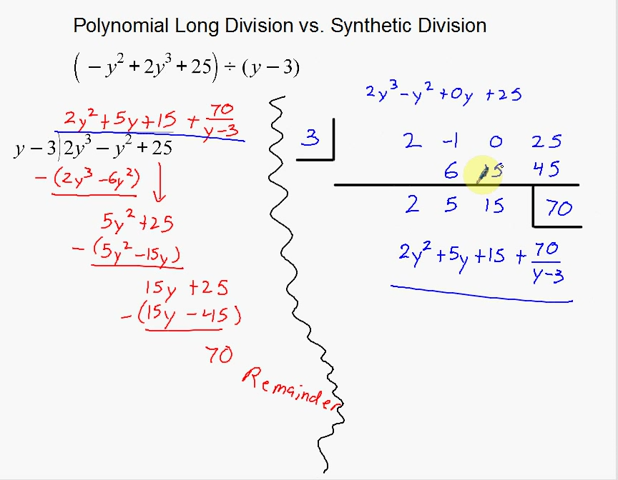 Polynomial Long Division vs. Synthetic Division
(−y² + 2y³ + 25) ÷ (y − 3)
2y² + 5y + 15 + 70/(y−3)
y − 3)2y³ − y² + 25
−(2y³ − 6y²)
5y² + 25
−(5y² − 15y)
15y + 25
−(15y − 45)
70
Remainder
2y³ − y² + 0y + 25
3 2 −1 0 25
6 15 45
2 5 15 70
2y² + 5y + 15 + 70/(y−3)